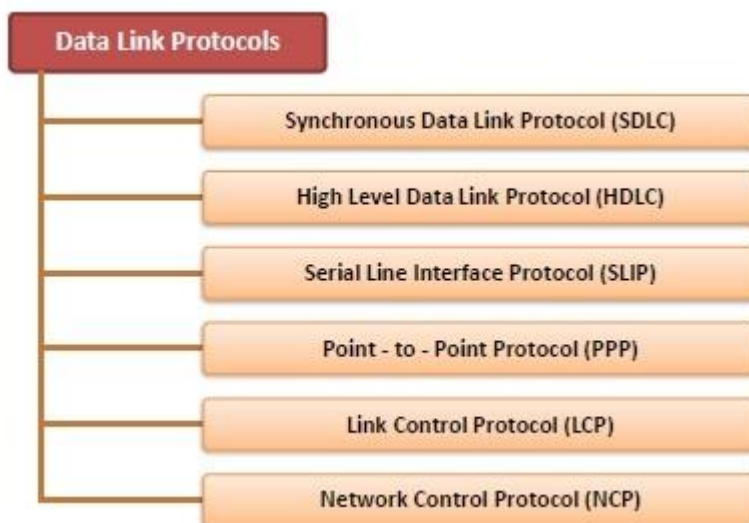 Data Link Protocols
Synchronous Data Link Protocol (SDLC)
High Level Data Link Protocol (HDLC)
Serial Line Interface Protocol (SLIP)
Point - to - Point Protocol (PPP)
Link Control Protocol (LCP)
Network Control Protocol (NCP)